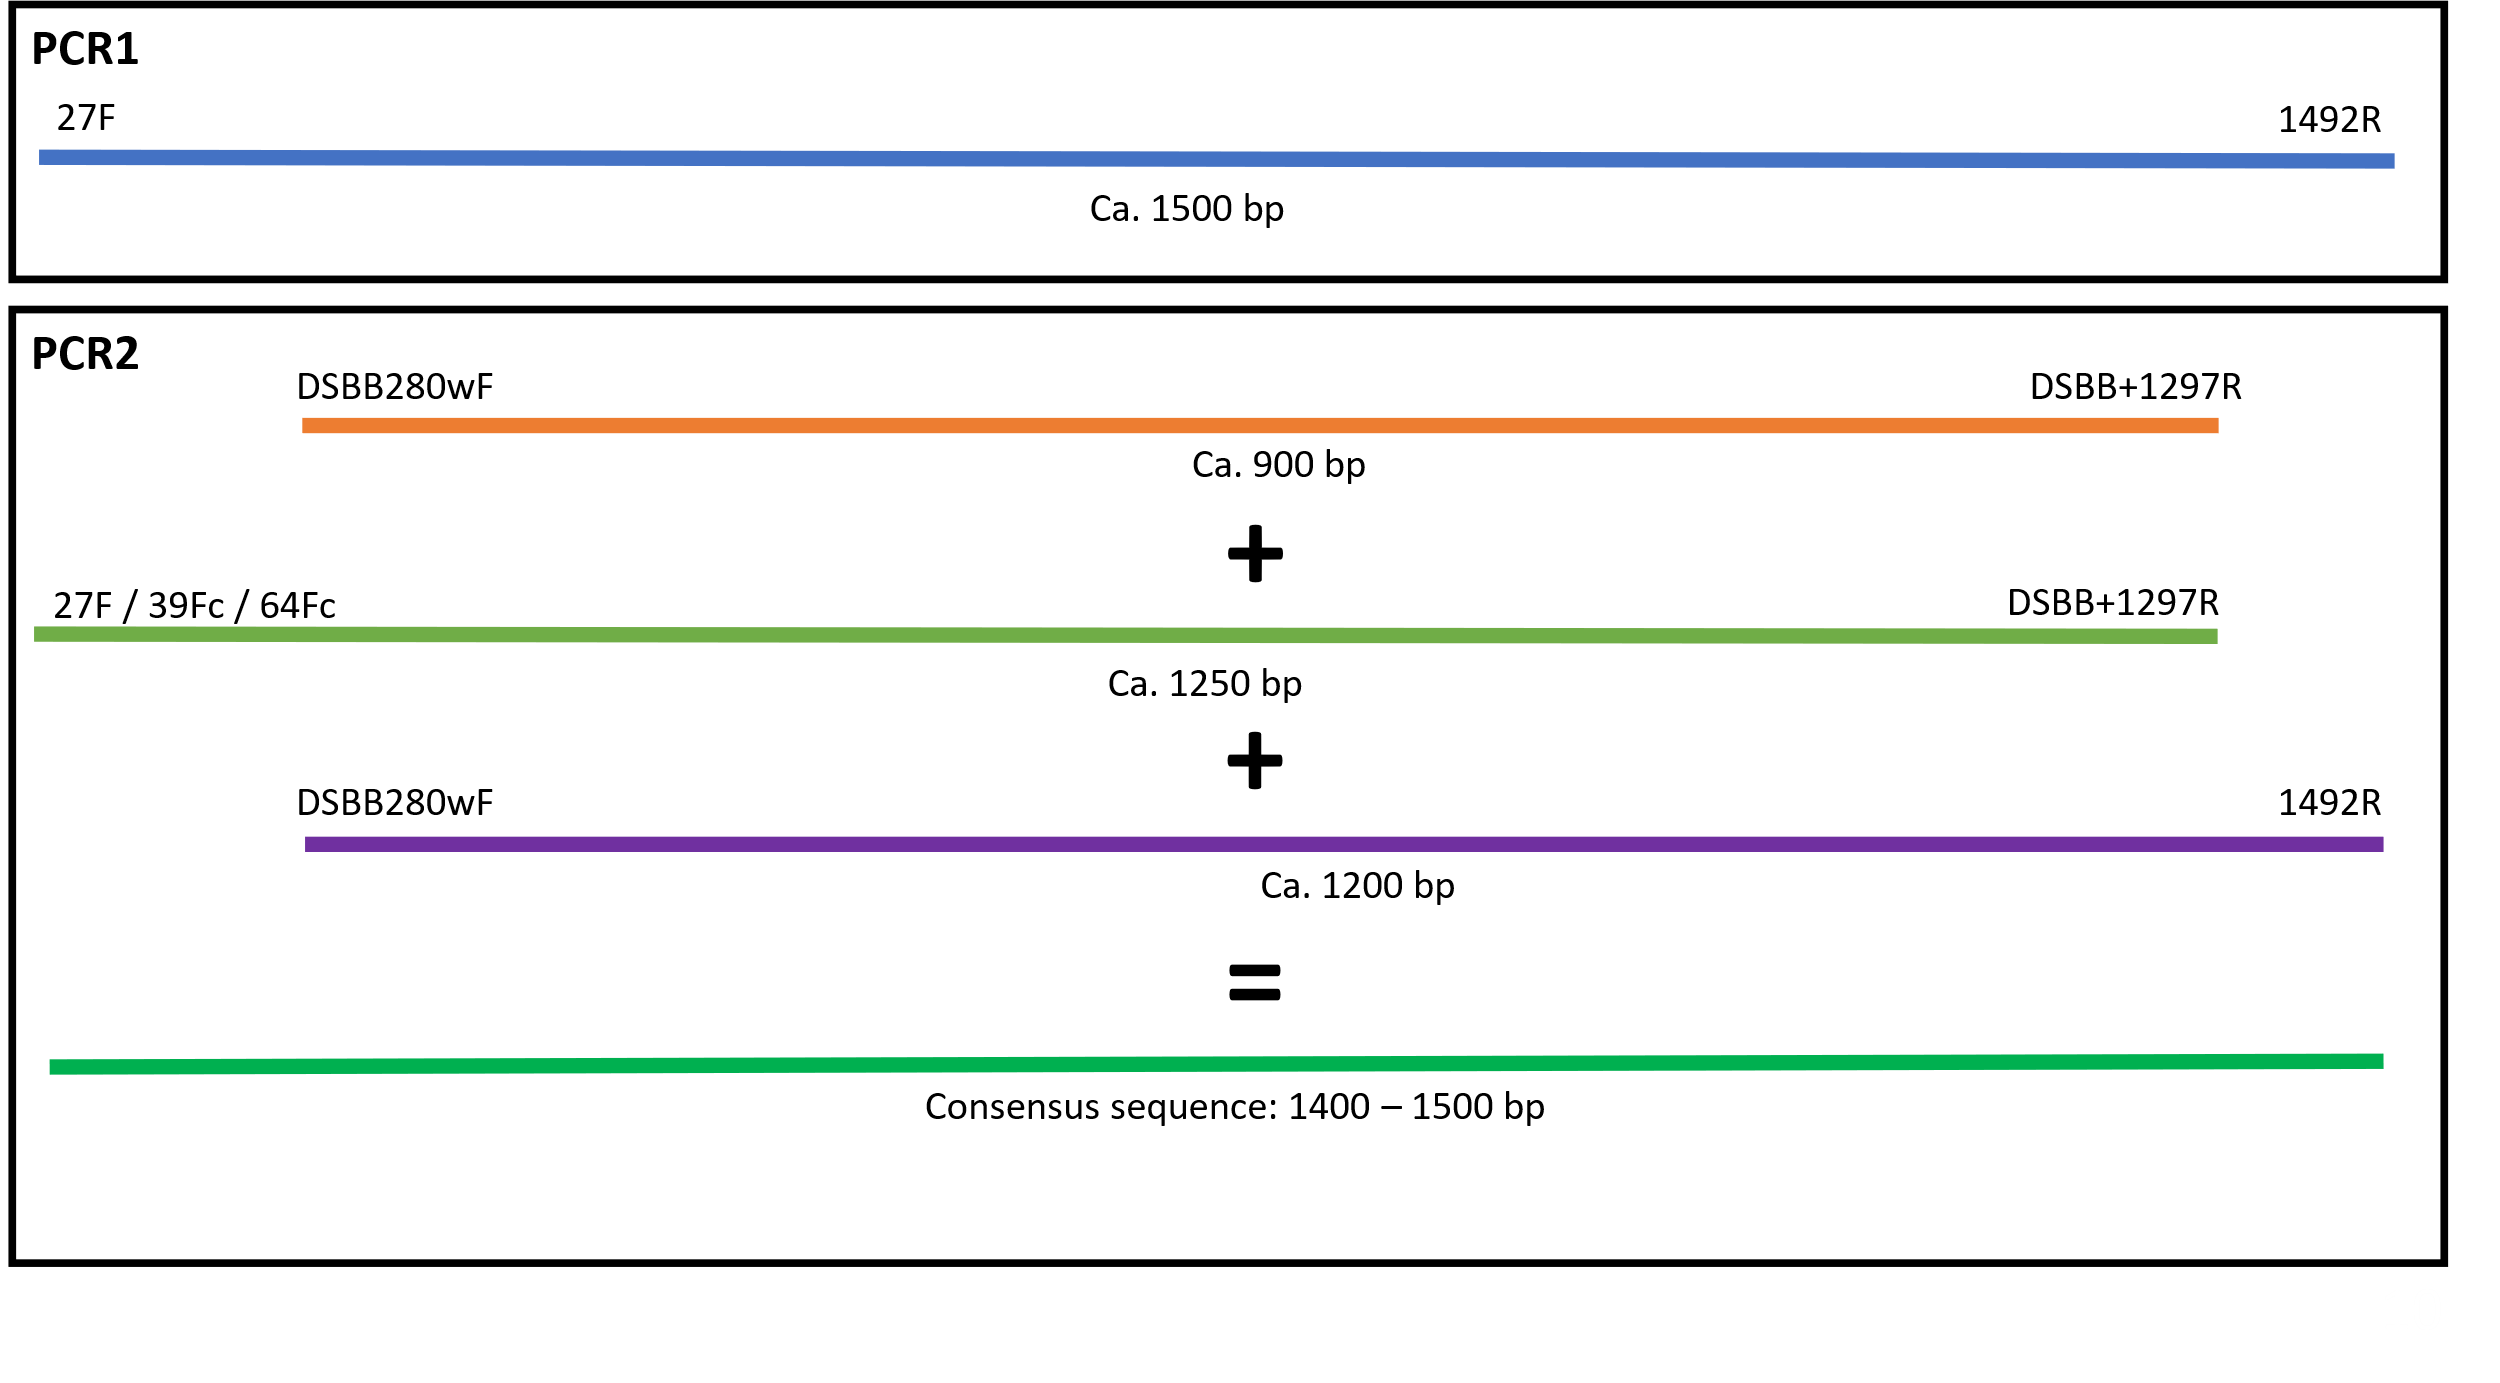 PCR1
27F
1492R
Ca. 1500 bp
PCR2
DSBB280wF
DSBB+1297R
Ca. 900 bp
+
27F / 39Fc / 64Fc
DSBB+1297R
Ca. 1250 bp
+
DSBB280wF
1492R
Ca. 1200 bp
=
Consensus sequence: 1400 – 1500 bp